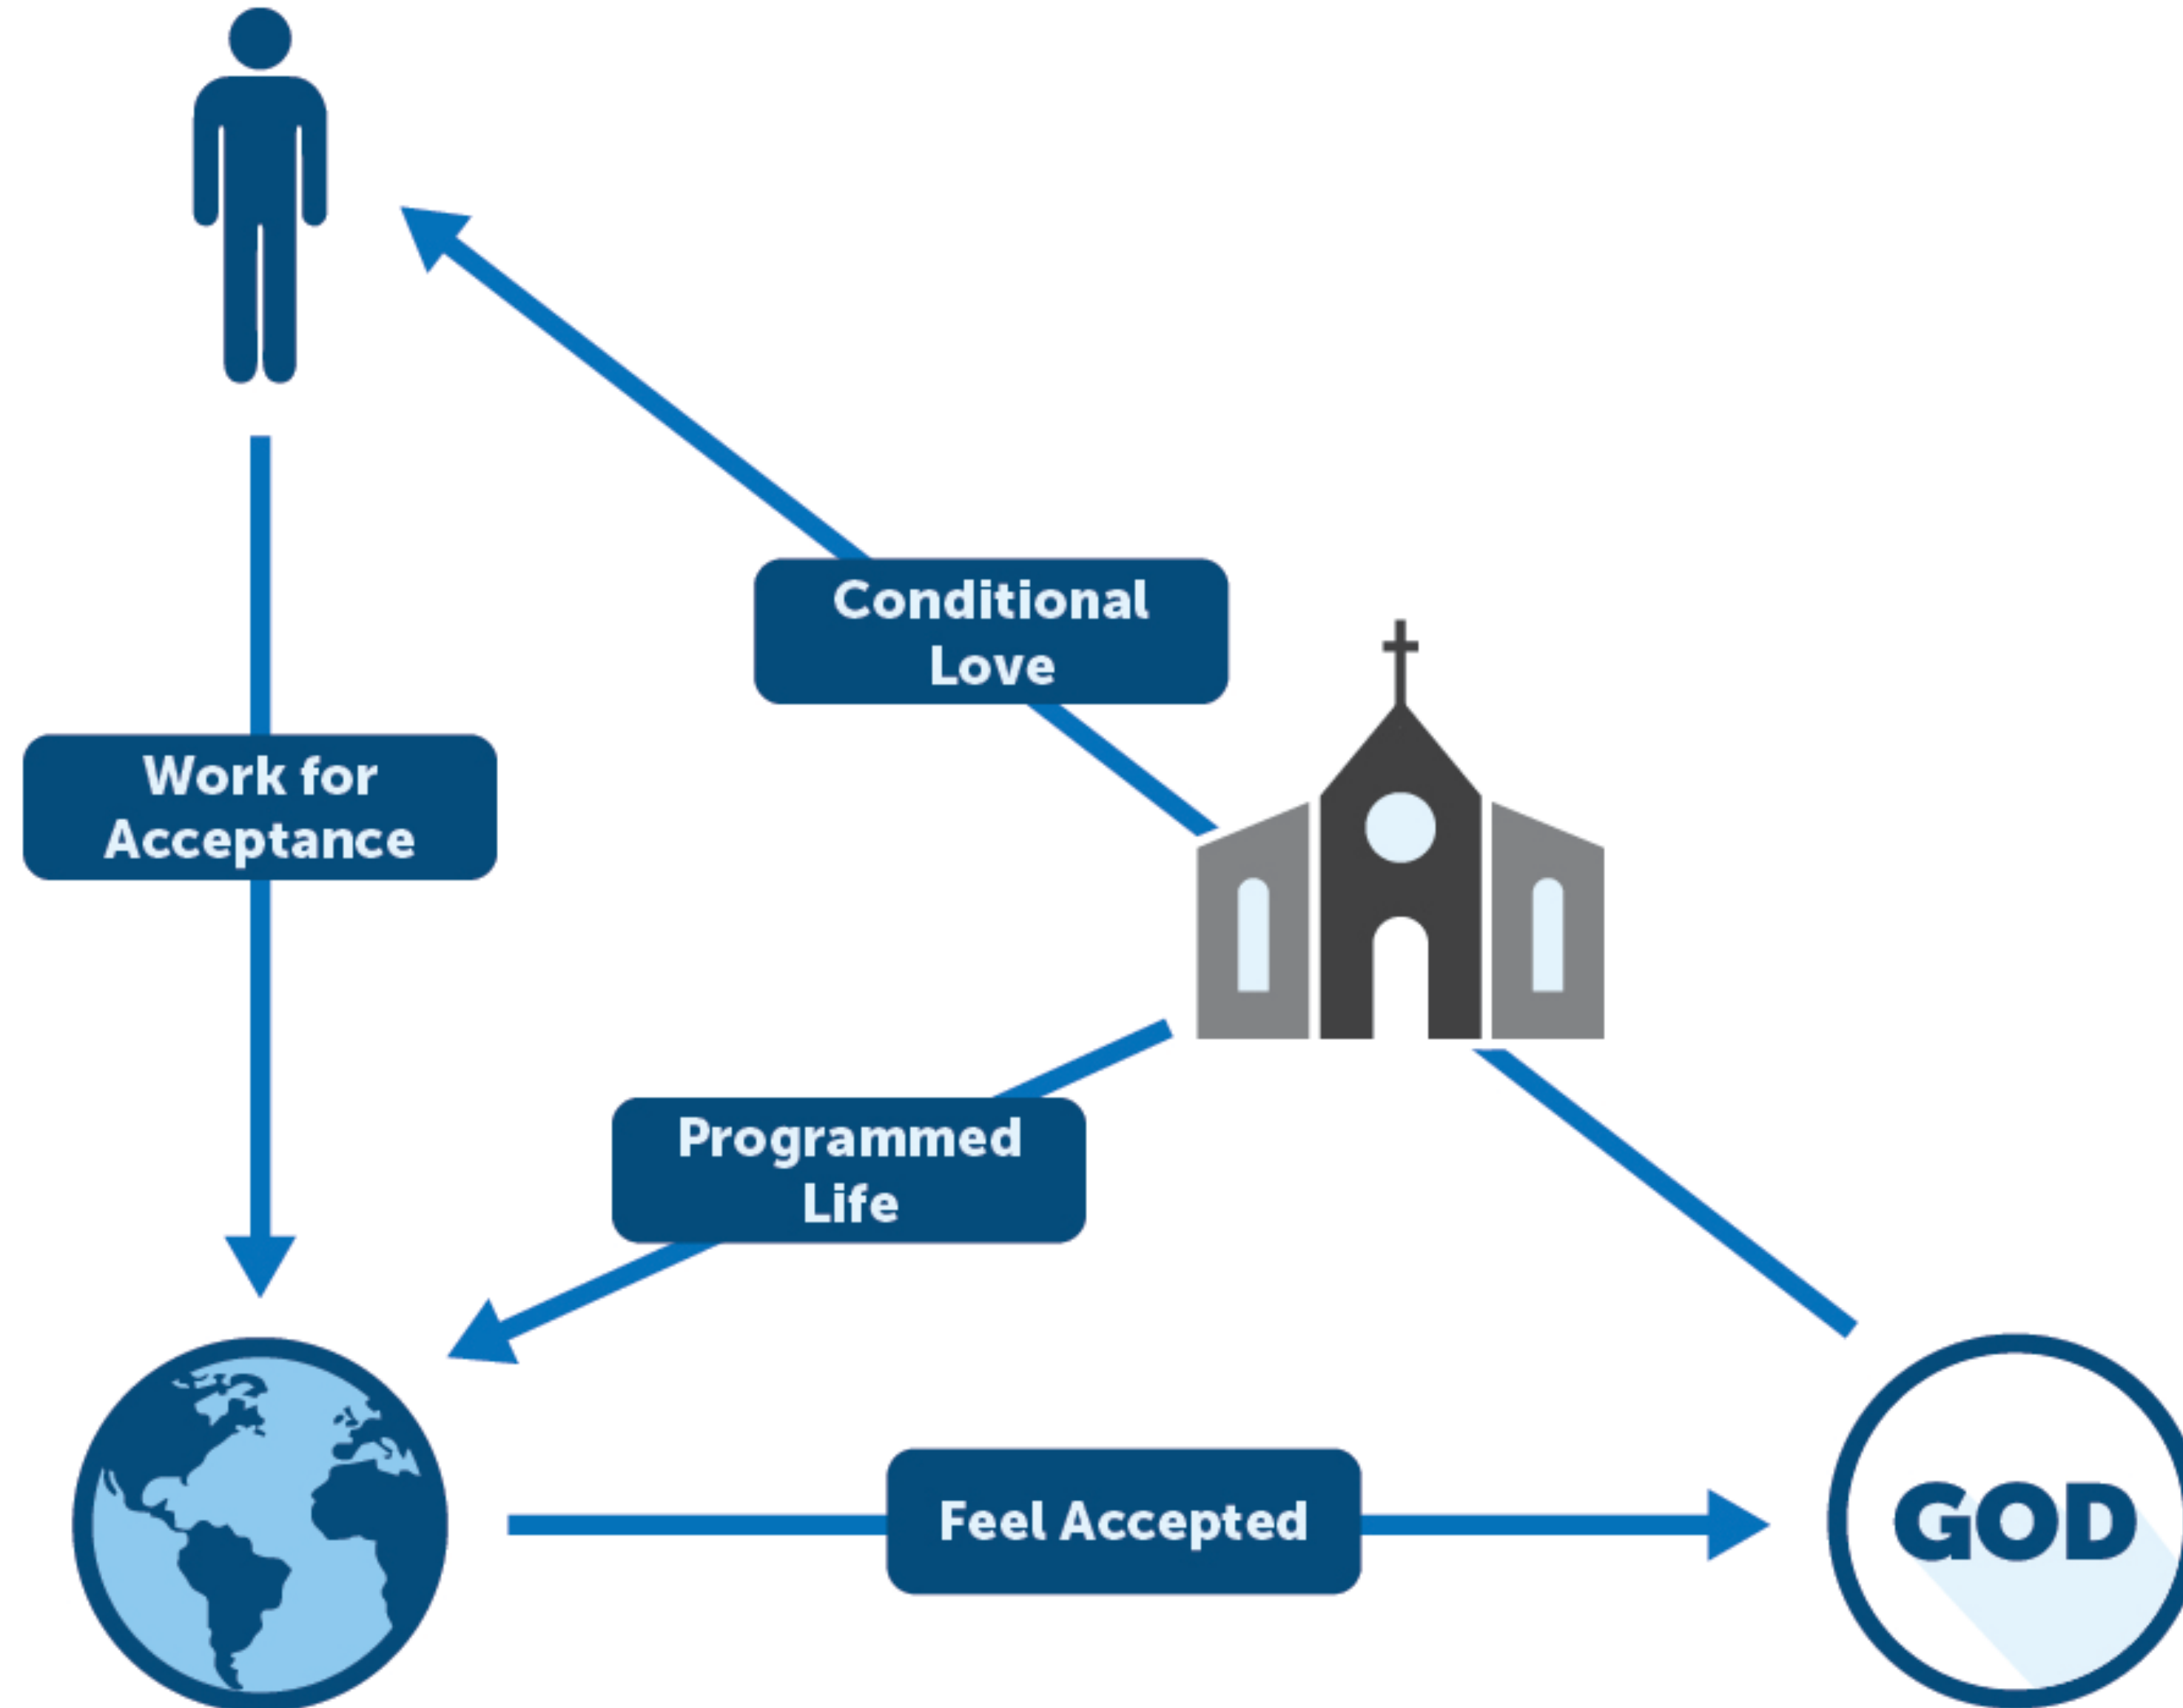 Conditional
Love
Work for
Acceptance
Programmed
Life
Feel Accepted
GOD